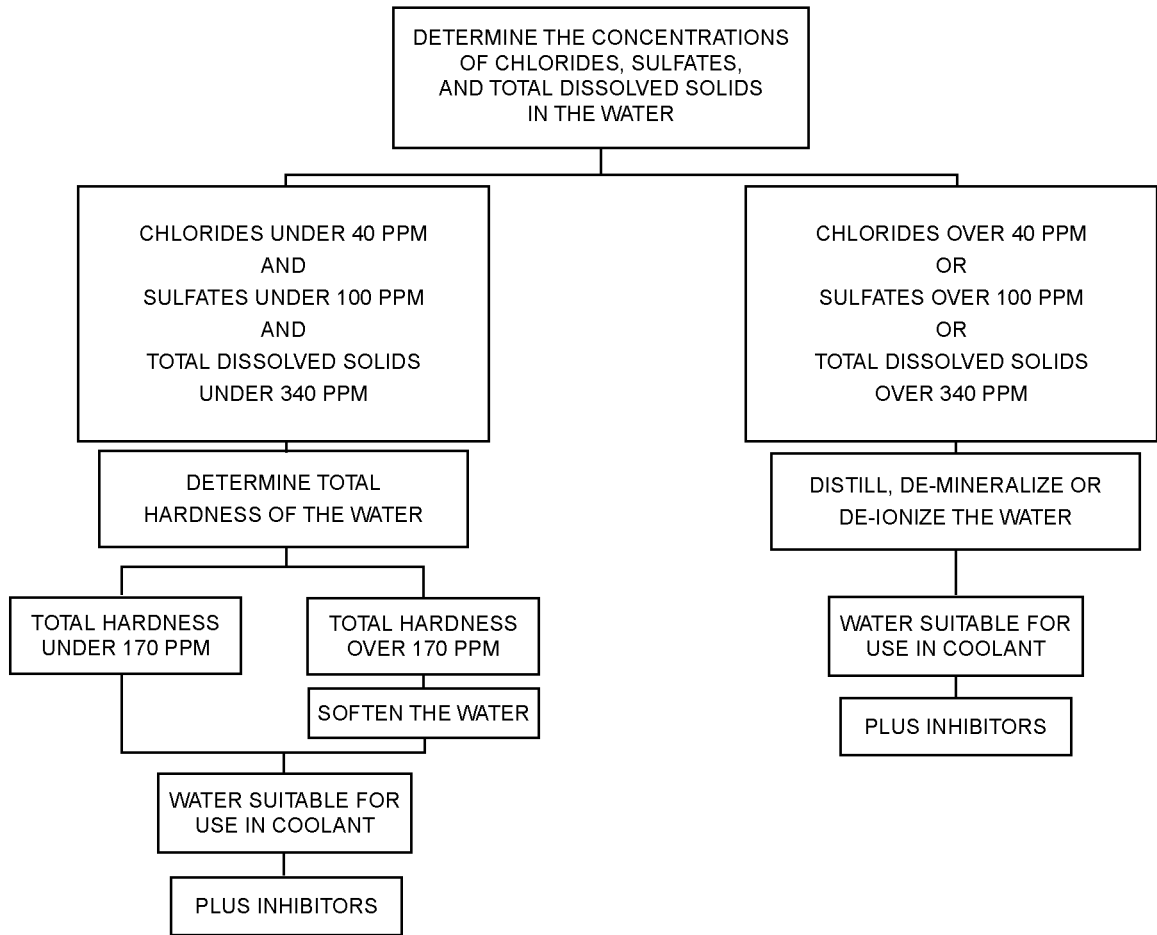 DETERMINE THE CONCENTRATIONS
OF CHLORIDES, SULFATES,
AND TOTAL DISSOLVED SOLIDS
IN THE WATER
CHLORIDES UNDER 40 PPM
AND
SULFATES UNDER 100 PPM
AND
TOTAL DISSOLVED SOLIDS
UNDER 340 PPM
CHLORIDES OVER 40 PPM
OR
SULFATES OVER 100 PPM
OR
TOTAL DISSOLVED SOLIDS
OVER 340 PPM
DETERMINE TOTAL
HARDNESS OF THE WATER
DISTILL, DE-MINERALIZE OR
DE-IONIZE THE WATER
TOTAL HARDNESS
UNDER 170 PPM
TOTAL HARDNESS
OVER 170 PPM
WATER SUITABLE FOR
USE IN COOLANT
SOFTEN THE WATER
PLUS INHIBITORS
WATER SUITABLE FOR
USE IN COOLANT
PLUS INHIBITORS